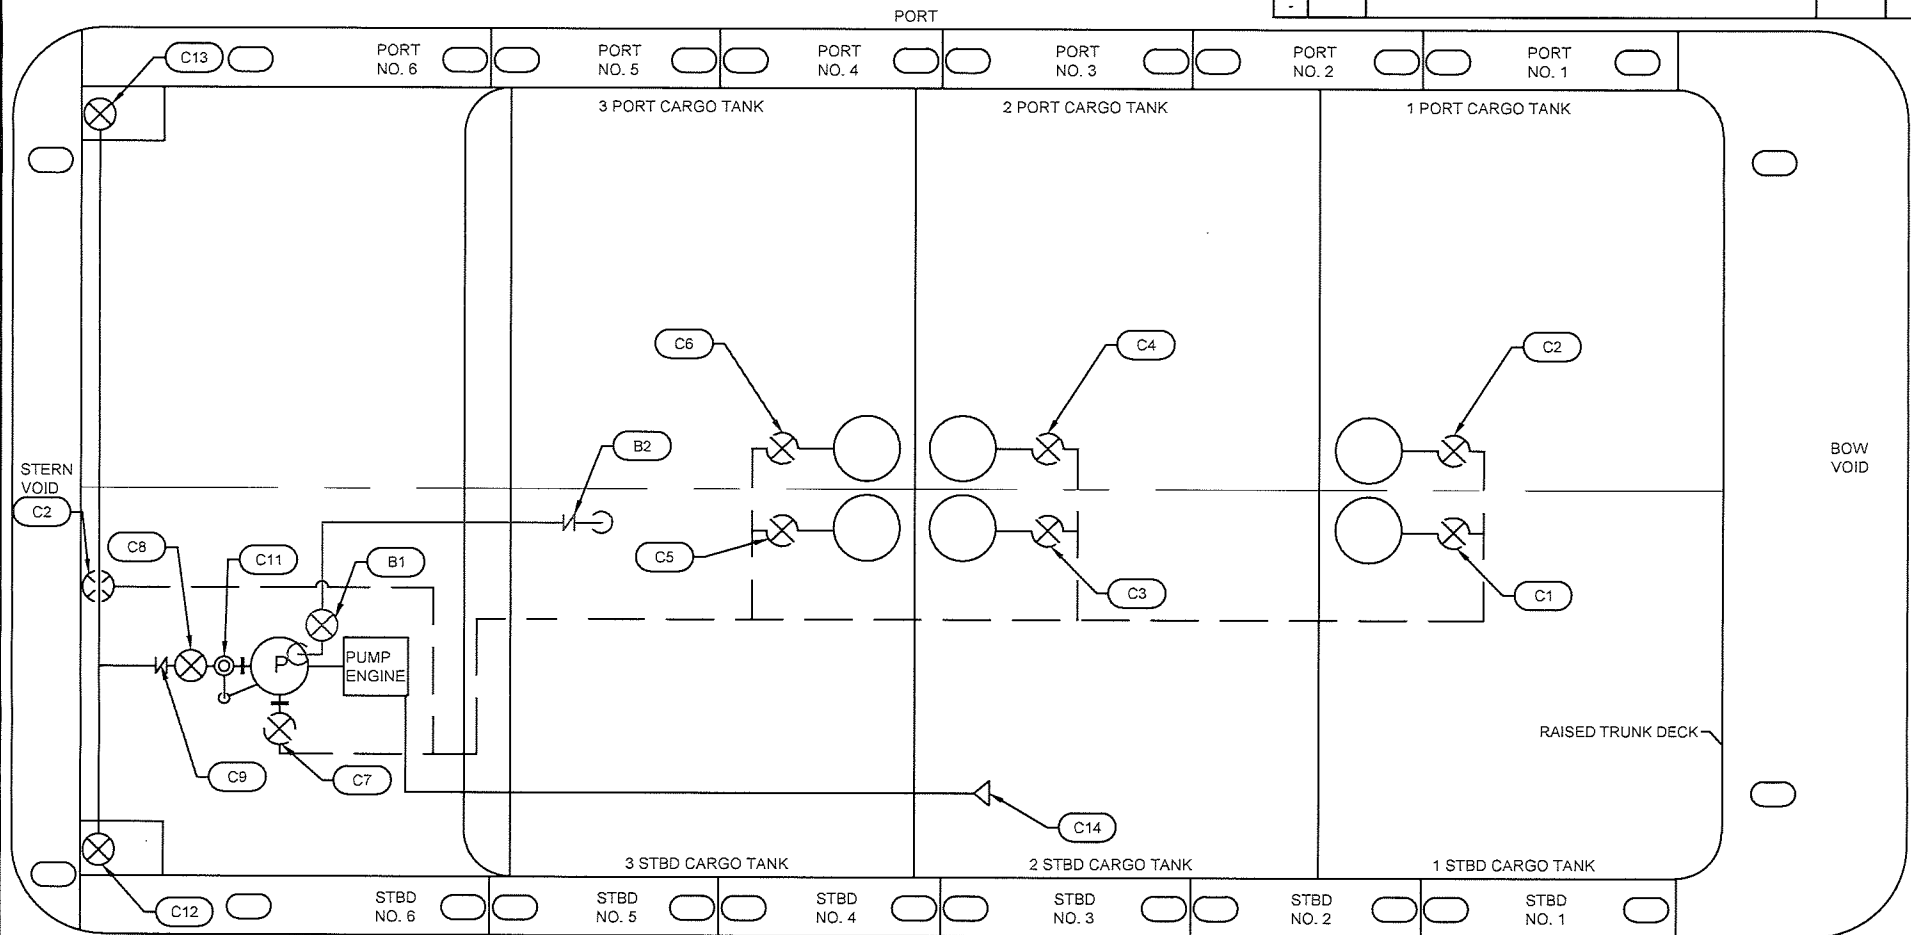 PORT
-
C13
PORT
NO. 6
PORT
NO. 5
PORT
NO. 4
PORT
NO. 3
PORT
NO. 2
PORT
NO. 1
3 PORT CARGO TANK
2 PORT CARGO TANK
1 PORT CARGO TANK
C6
C4
C2
B2
STERN
VOID
BOW
VOID
C2
C8
C11
B1
C5
C3
C1
P
PUMP
ENGINE
C9
C7
RAISED TRUNK DECK
C14
3 STBD CARGO TANK
2 STBD CARGO TANK
1 STBD CARGO TANK
C12
STBD
NO. 6
STBD
NO. 5
STBD
NO. 4
STBD
NO. 3
STBD
NO. 2
STBD
NO. 1